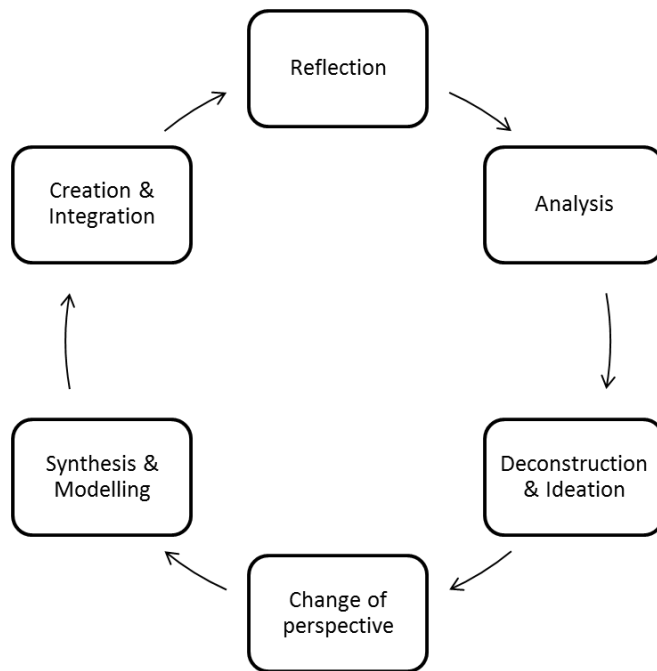 Reflection
Analysis
Deconstruction
& Ideation
Change of
perspective
Synthesis &
Modelling
Creation &
Integration